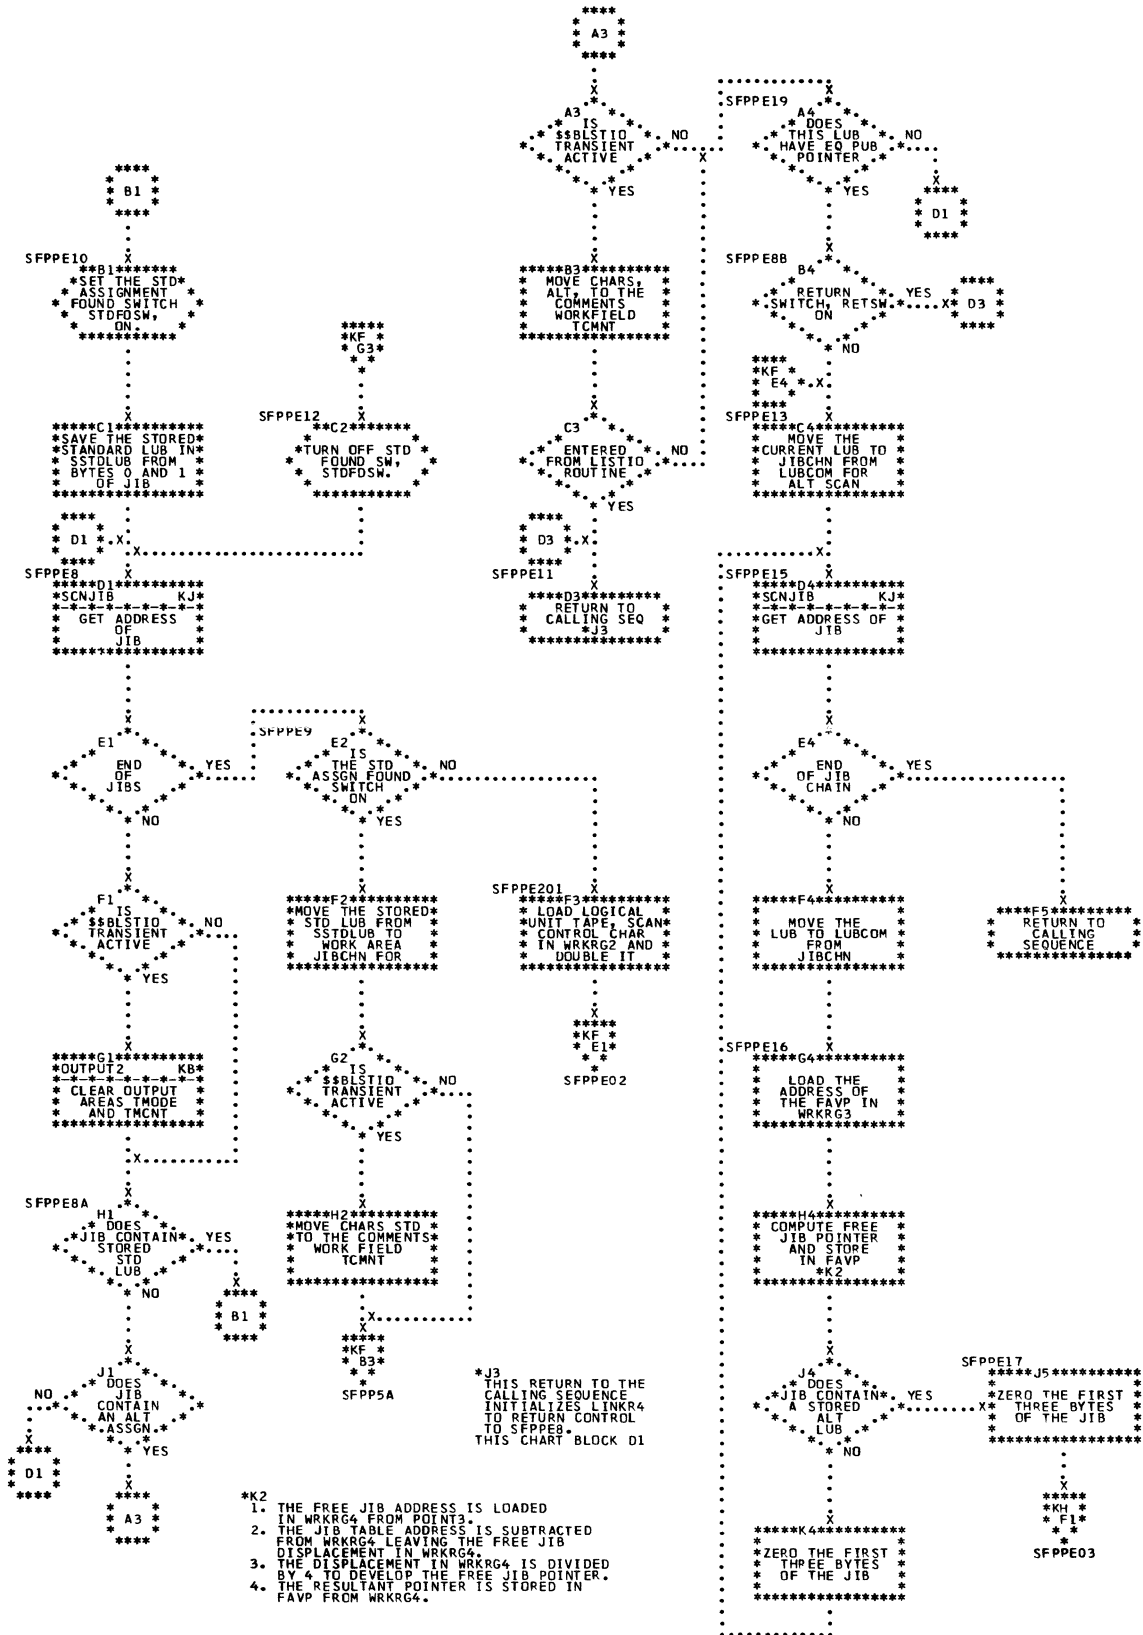 A3
SFPPE19
A3
IS
$$BLSTIO
TRANSIENT
ACTIVE
NO
YES
A4
DOES
THIS LUB
HAVE EQ PUB
POINTER
NO
YES
D1
B1
SFPPE10
B1
SET THE STD
ASSIGNMENT
FOUND SWITCH
STDFDSW,
ON.
B3
MOVE CHARS,
ALT, TO THE
COMMENTS
WORKFIELD
TCMNT
SFPPE8B
B4
RETURN
SWITCH, RETSW.
ON
YES
D3
NO
KF
G3
KF
E4
SFPPE12
SFPPE13
C1
SAVE THE STORED
STANDARD LUB IN
SSTDLUB FROM
BYTES 0 AND 1
OF JIB
C2
TURN OFF STD
FOUND SW,
STDFDSW.
C3
ENTERED
FROM LISTIO
ROUTINE
NO
YES
C4
MOVE THE
CURRENT LUB TO
JIBCHN FROM
LUBCOM FOR
ALT SCAN
D1
D3
SFPPE8
SFPPE11
SFPPE15
D1
SCNJIB KJ
GET ADDRESS
OF
JIB
D3
RETURN TO
CALLING SEQ
*J3
D4
SCNJIB KJ
GET ADDRESS OF
JIB
SFPPE9
E1
END
OF
JIBS
YES
NO
E2
IS
THE STD
ASSGN FOUND
SWITCH
ON
NO
YES
E4
END
OF JIB
CHAIN
YES
NO
SFPPE201
F1
IS
$$BLSTIO
TRANSIENT
ACTIVE
NO
YES
F2
MOVE THE STORED
STD LUB FROM
SSTDLUB TO
WORK AREA
JIBCHN FOR
F3
LOAD LOGICAL
UNIT TAPE, SCAN
CONTROL CHAR
IN WRKRG2 AND
DOUBLE IT
F4
MOVE THE
LUB TO LUBCOM
FROM
JIBCHN
F5
RETURN TO
CALLING
SEQUENCE
KF
E1
SFPPE02
SFPPE16
G1
OUTPUT2 KB
CLEAR OUTPUT
AREAS TMODE
AND TMCNT
G2
IS
$$BLSTIO
TRANSIENT
ACTIVE
NO
YES
G4
LOAD THE
ADDRESS OF
THE FAVP IN
WRKRG3
SFPPE8A
H1
DOES
JIB CONTAIN
STORED
STD
LUB
YES
NO
B1
H2
MOVE CHARS STD
TO THE COMMENTS
WORK FIELD
TCMNT
H4
COMPUTE FREE
JIB POINTER
AND STORE
IN FAVP
*K2
KF
B3
SFPP5A
SFPPE17
J1
DOES
JIB
CONTAIN
AN ALT
ASSGN.
NO
YES
D1
A3
*J3
THIS RETURN TO THE
CALLING SEQUENCE
INITIALIZES LINKR4
TO RETURN CONTROL
TO SFPPE8.
THIS CHART BLOCK D1
J4
DOES
JIB CONTAIN
A STORED
ALT
LUB
YES
NO
J5
ZERO THE FIRST
THREE BYTES
OF THE JIB
KH
F1
SFPPE03
*K2
1. THE FREE JIB ADDRESS IS LOADED
IN WRKRG4 FROM POINT3.
2. THE JIB TABLE ADDRESS IS SUBTRACTED
FROM WRKRG4 LEAVING THE FREE JIB
DISPLACEMENT IN WRKRG4.
3. THE DISPLACEMENT IN WRKRG4 IS DIVIDED
BY 4 TO DEVELOP THE FREE JIB POINTER.
4. THE RESULTANT POINTER IS STORED IN
FAVP FROM WRKRG4.
K4
ZERO THE FIRST
THREE BYTES
OF THE JIB